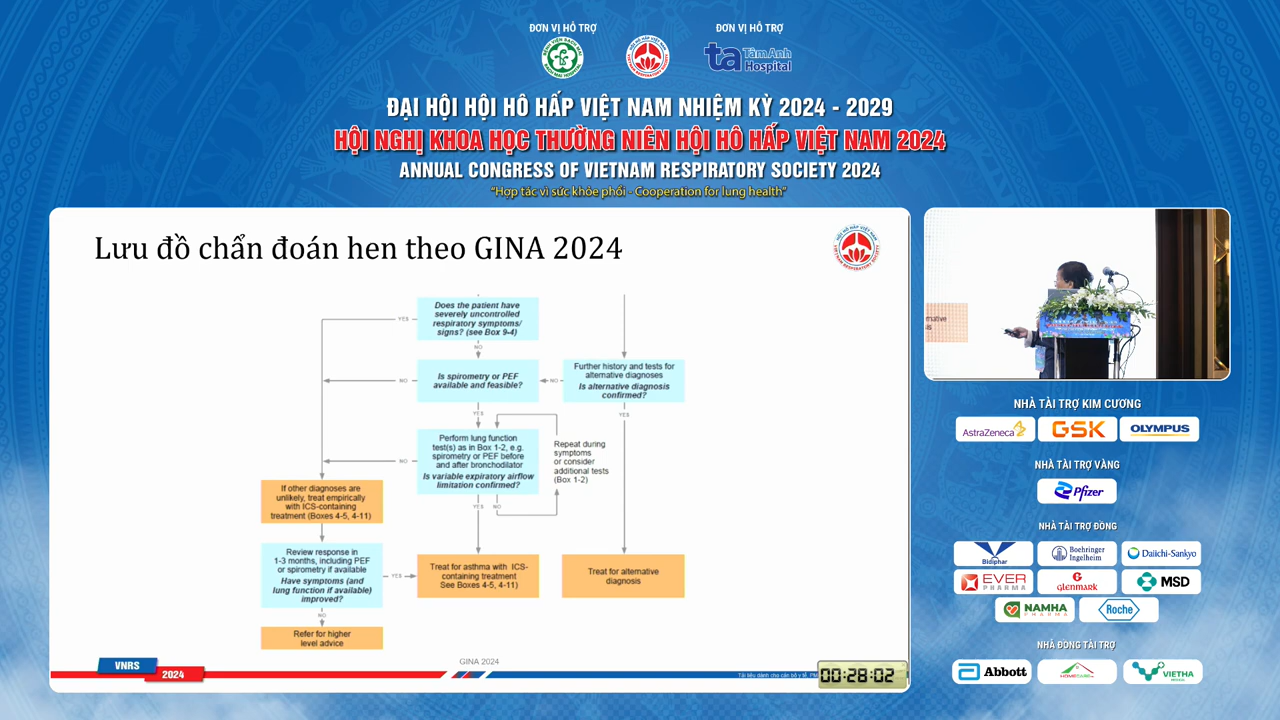 ĐƠN VỊ HỖ TRỢ
ĐƠN VỊ HỖ TRỢ
TâmAnh
Hospital
ĐẠI HỘI HỘI HÔ HẤP VIỆT NAM NHIỆM KỲ 2024 - 2029
HỘI NGHỊ KHOA HỌC THƯỜNG NIÊN HỘI HÔ HẤP VIỆT NAM 2024
ANNUAL CONGRESS OF VIETNAM RESPIRATORY SOCIETY 2024
"Hợp tác vì sức khỏe phổi - Cooperation for lung health"
Lưu đồ chẩn đoán hen theo GINA 2024
Does the patient have
severely uncontrolled
respiratory symptoms/
signs? (see Box 9-4)
YES
NO
Is spirometry or PEF
available and feasible?
NO
NO
Further history and tests for
alternative diagnoses
Is alternative diagnosis
confirmed?
YES
YES
Perform lung function
test(s) as in Box 1-2, e.g.
spirometry or PEF before
and after bronchodilator
Is variable expiratory airflow
limitation confirmed?
NO
Repeat during
symptoms
or consider
additional tests
(Box 1-2)
YES
NO
If other diagnoses are
unlikely, treat empirically
with ICS-containing
treatment (Boxes 4-5, 4-11)
Review response in
1-3 months, including PEF
or spirometry if available
Have symptoms (and
lung function if available)
improved?
YES
Treat for asthma with ICS-
containing treatment
See Boxes 4-5, 4-11)
Treat for alternative
diagnosis
NO
Refer for higher
level advice
GINA 2024
VNRS
2024
Tài liệu dành cho cán bộ y tế, PM
00:28:02
NHÀ TÀI TRỢ KIM CƯƠNG
AstraZeneca
GSK
OLYMPUS
NHÀ TÀI TRỢ VÀNG
Pfizer
NHÀ TÀI TRỢ ĐỒNG
Bidiphar
Boehringer
Ingelheim
Daiichi-Sankyo
EVER
PHARMA
GLENMARK
MSD
NAMHA
PHARMA
Roche
NHÀ ĐỒNG TÀI TRỢ
Abbott
HOMECARE
VIETHA